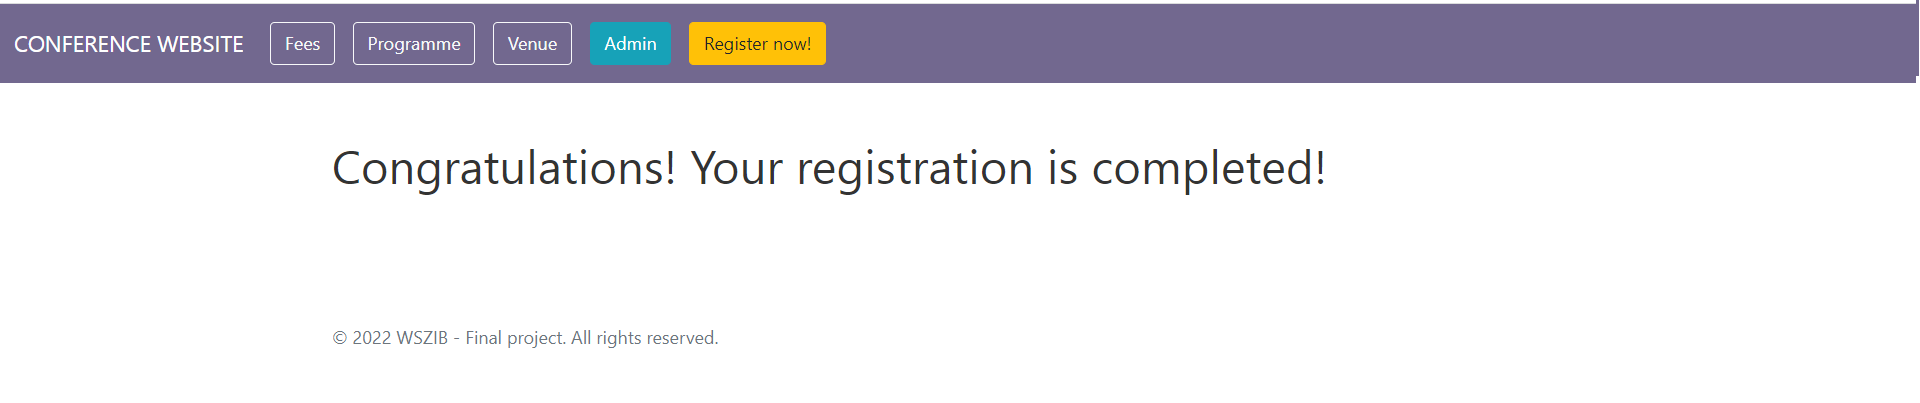 CONFERENCE WEBSITE Fees Programme Venue Admin Register now!
Congratulations! Your registration is completed!
© 2022 WSZIB - Final project. All rights reserved.